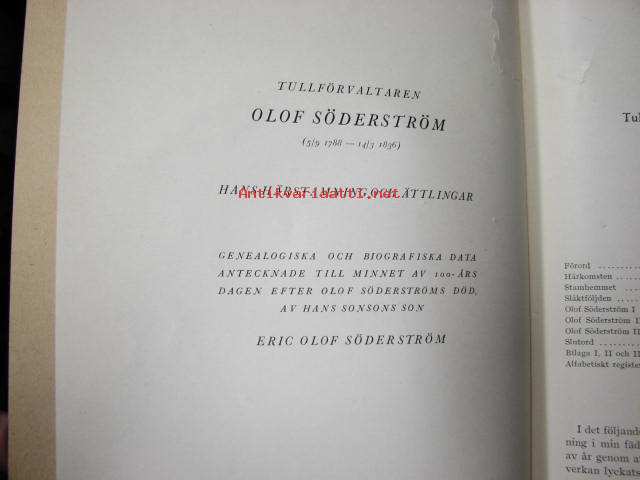 TULLFÖRVALTAREN
OLOF SÖDERSTRÖM
(5/9 1788 — 14/3 1836)
HANS HÄRSTAMNING OCH ÄTTLINGAR
Antikvariaatti.net
GENEALOGISKA OCH BIOGRAFISKA DATA
ANTECKNADE TILL MINNET AV 100-ÅRS
DAGEN EFTER OLOF SÖDERSTRÖMS DÖD,
AV HANS SONSONS SON
ERIC OLOF SÖDERSTRÖM
Tul
Förord
Härkomsten
Stamhemmet
Släktföljden
Olof Söderström I
Olof Söderström I
Olof Söderström II
Slutord
Bilaga I, II och II
Alfabetiskt register
I det följande
ning i min fäd
av år genom at
verkan lyckats